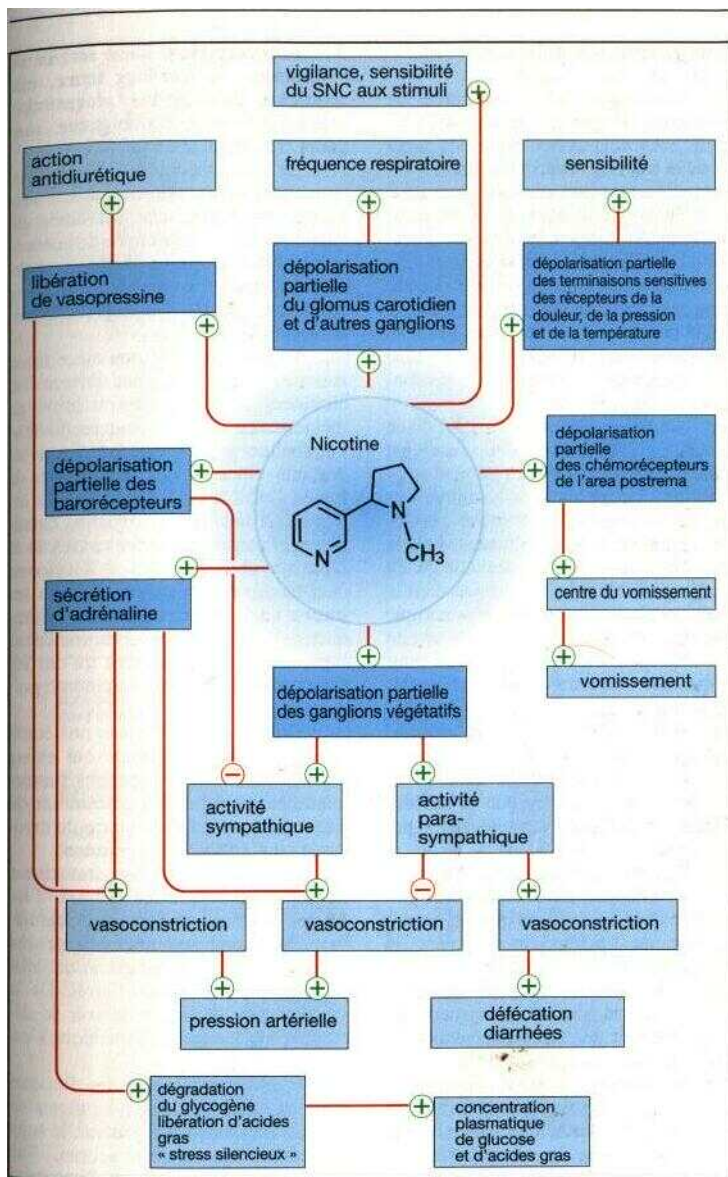 vigilance, sensibilité
du SNC aux stimuli
action
antidiurétique
fréquence respiratoire
sensibilité
libération
de vasopressine
dépolarisation
partielle
du glomus carotidien
et d'autres ganglions
dépolarisation partielle
des terminaisons sensitives
des récepteurs de la
douleur, de la pression
et de la température
Nicotine
N
N
CH3
dépolarisation
partielle des
barorécepteurs
dépolarisation
partielle
des chémorécepteurs
de l'area postrema
sécrétion
d'adrénaline
centre du vomissement
vomissement
dépolarisation partielle
des ganglions végétatifs
activité
sympathique
activité
para-
sympathique
vasoconstriction
vasoconstriction
vasoconstriction
pression artérielle
défécation
diarrhées
dégradation
du glycogène
libération d'acides
gras
« stress silencieux »
concentration
plasmatique
de glucose
et d'acides gras